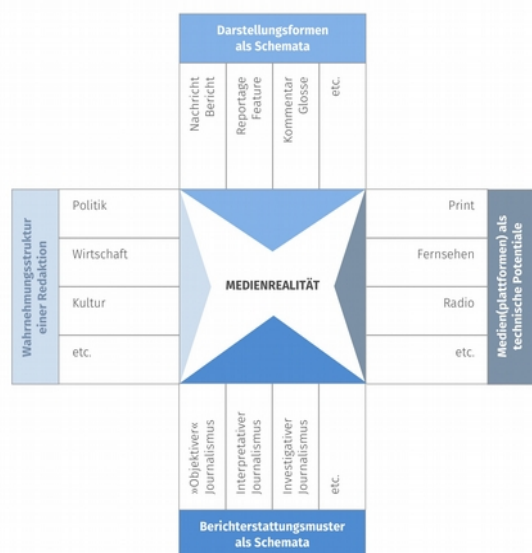 Darstellungsformen
als Schemata
Nachricht
Bericht
Reportage
Feature
Kommentar
Glosse
etc.
Wahrnehmungsstruktur
einer Redaktion
Politik
Wirtschaft
Kultur
etc.
MEDIENREALITÄT
Print
Fernsehen
Radio
etc.
Medien(plattformen) als
technische Potentiale
»Objektiver«
Journalismus
Interpretativer
Journalismus
Investigativer
Journalismus
etc.
Berichterstattungsmuster
als Schemata